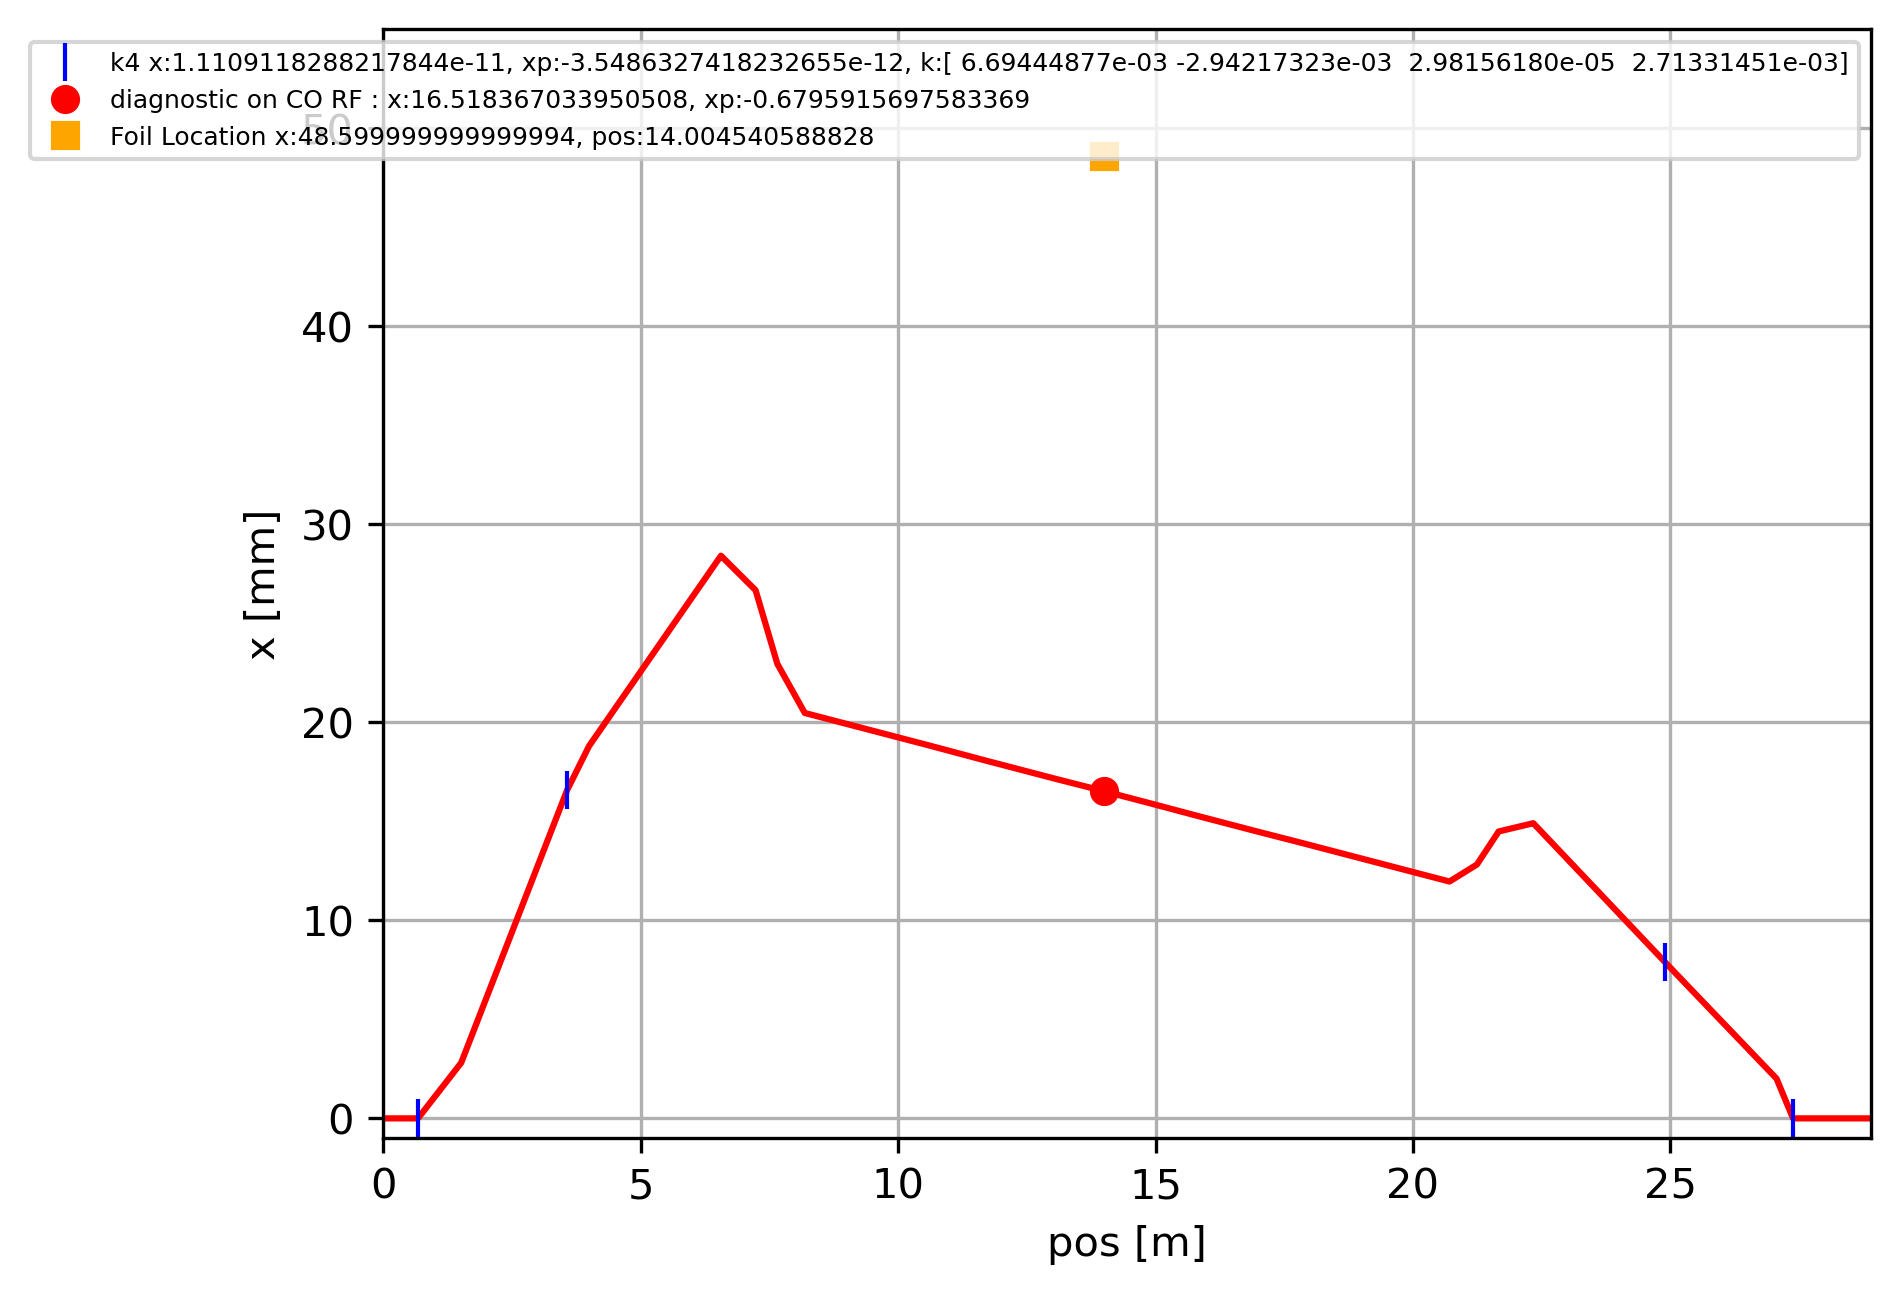 k4 x:1.1109118288217844e-11, xp:-3.5486327418232655e-12, k:[ 6.69444877e-03 -2.94217323e-03 2.98156180e-05 2.71331451e-03]
diagnostic on CO RF : x:16.518367033950508, xp:-0.6795915697583369
Foil Location x:48.599999999999994, pos:14.004540588828
50
40
30
20
10
0
x [mm]
0 5 10 15 20 25
pos [m]